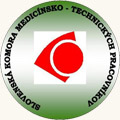 SLOVENSKÁ KOMORA MEDICÍNSKO - TECHNICKÝCH PRACOVNÍKOV